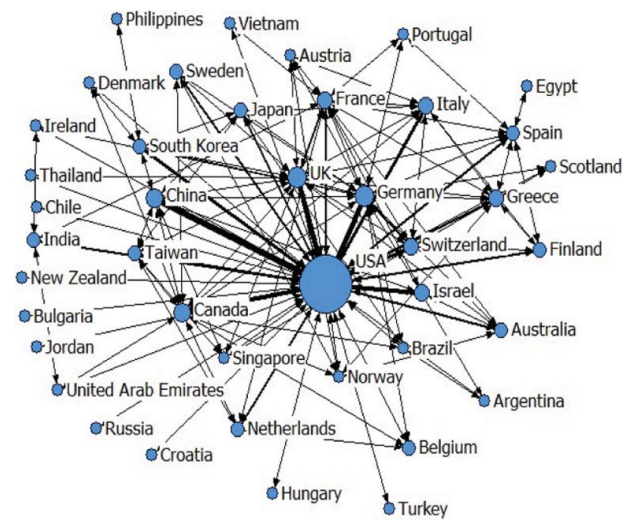 Philippines
Vietnam
Portugal
Austria
Sweden
Denmark
Egypt
France
Italy
Japan
Ireland
Spain
South Korea
Scotland
Thailand
UK
China
Germany
Greece
Chile
India
Switzerland
Finland
Taiwan
USA
New Zealand
Israel
Canada
Bulgaria
Australia
Jordan
Brazil
Singapore
Norway
United Arab Emirates
Argentina
Russia
Netherlands
Belgium
Croatia
Hungary
Turkey